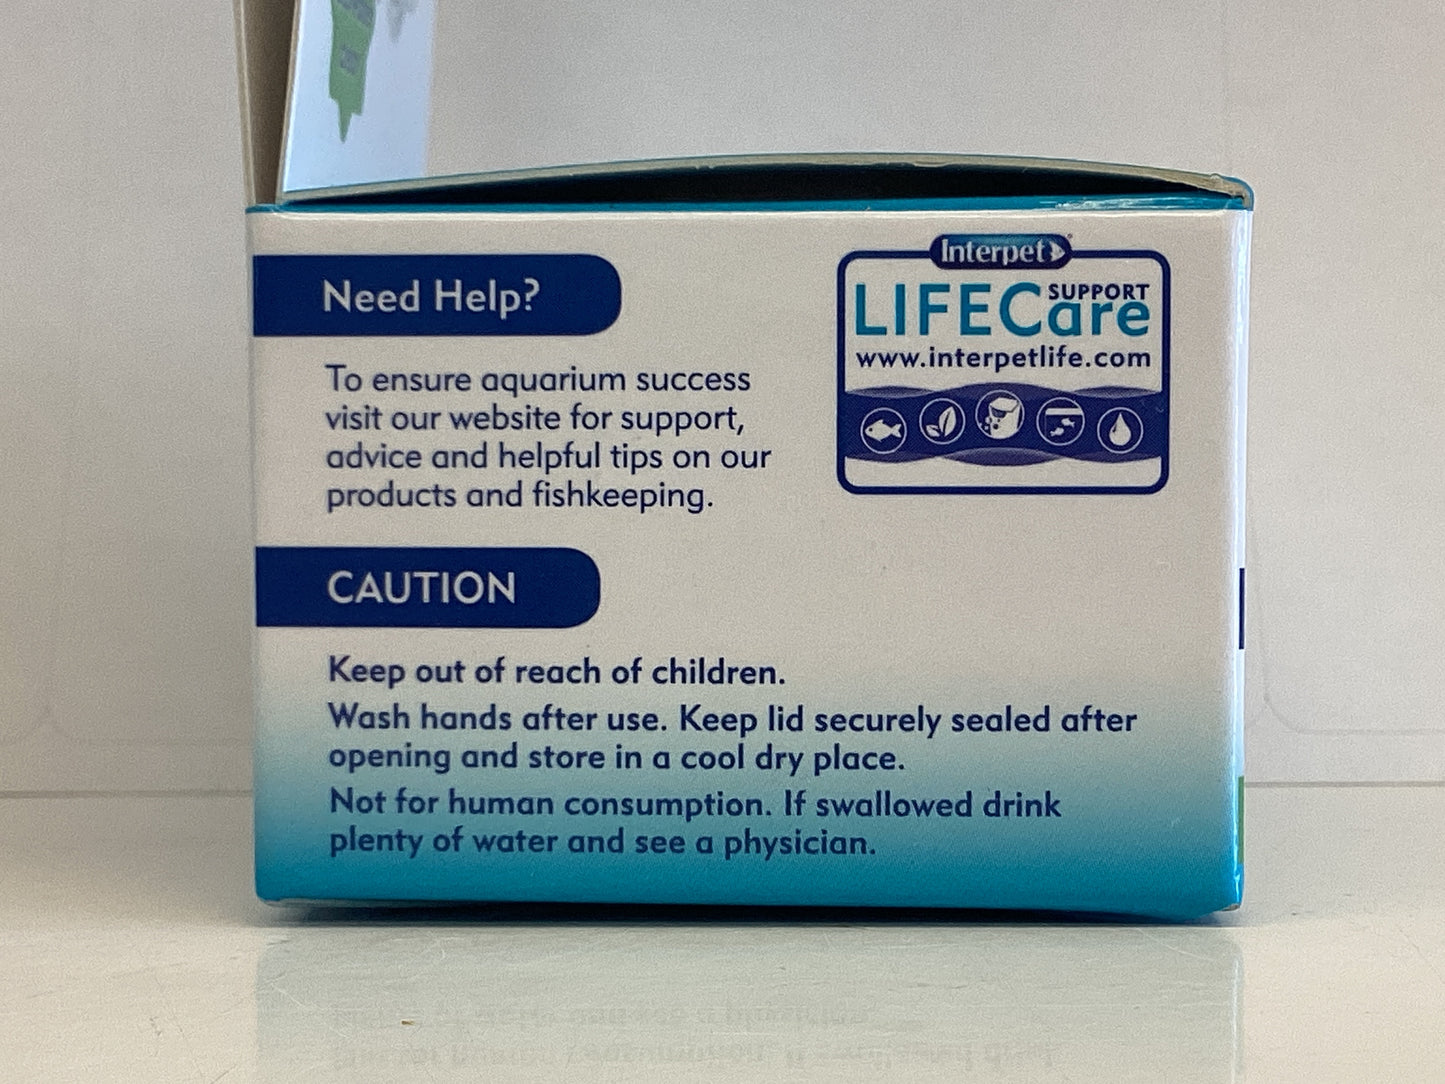 Need Help?
To ensure aquarium success
visit our website for support,
advice and helpful tips on our
products and fishkeeping.
Interpet
LIFECare
SUPPORT
www.interpetlife.com
CAUTION
Keep out of reach of children.
Wash hands after use. Keep lid securely sealed after
opening and store in a cool dry place.
Not for human consumption. If swallowed drink
plenty of water and see a physician.